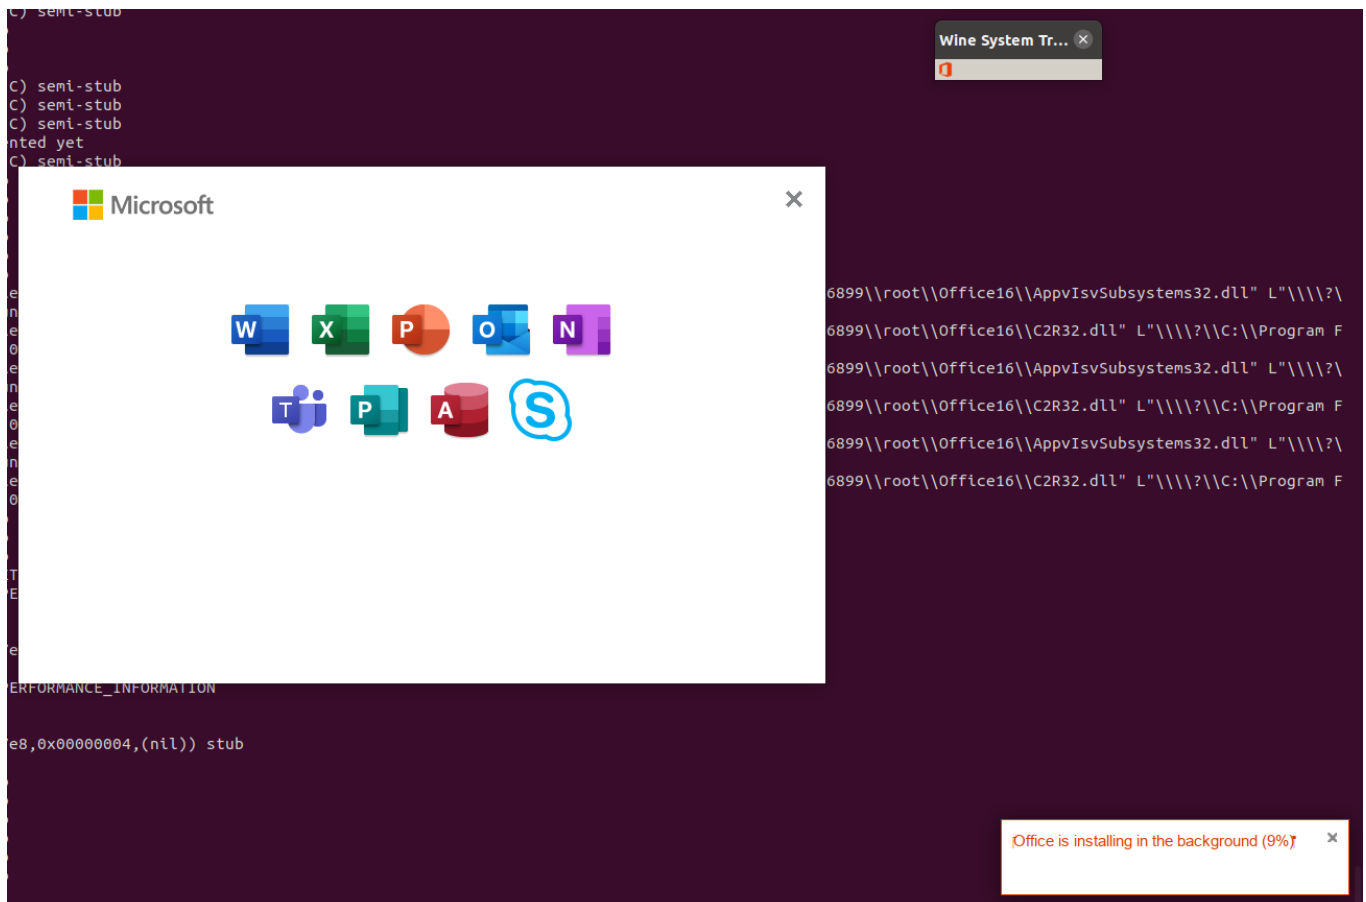 C) semi-stub
Wine System Tr...
C) semi-stub
C) semi-stub
C) semi-stub
nted yet
C) semi-stub
Microsoft
6899\\root\\Office16\\AppvIsvSubsystems32.dll" L"\\\\?\
6899\\root\\Office16\\C2R32.dll" L"\\\\?\\C:\\Program F
6899\\root\\Office16\\AppvIsvSubsystems32.dll" L"\\\\?\
6899\\root\\Office16\\C2R32.dll" L"\\\\?\\C:\\Program F
6899\\root\\Office16\\AppvIsvSubsystems32.dll" L"\\\\?\
6899\\root\\Office16\\C2R32.dll" L"\\\\?\\C:\\Program F
W X P O N
T P A S
PERFORMANCE_INFORMATION
e8,0x00000004,(nil)) stub
Office is installing in the background (9%)